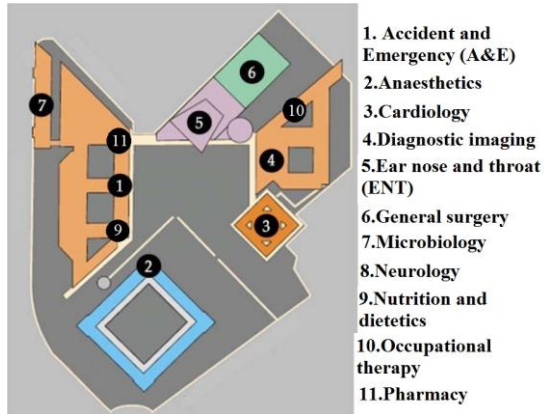 6
7
10
5
11
4
1
3
9
2
1. Accident and
Emergency (A&E)
2.Anaesthetics
3.Cardiology
4.Diagnostic imaging
5.Ear nose and throat
(ENT)
6.General surgery
7.Microbiology
8.Neurology
9.Nutrition and
dietetics
10.Occupational
therapy
11.Pharmacy